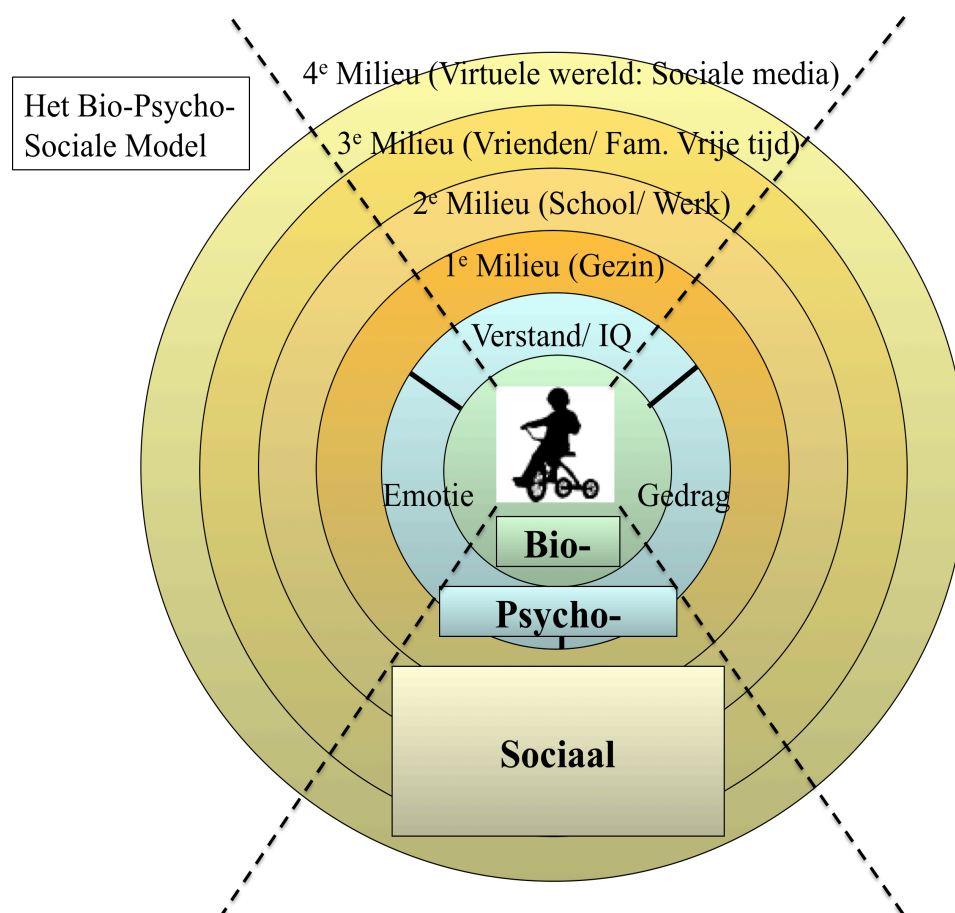 4e Milieu (Virtuele wereld: Sociale media)
Het Bio-Psycho-
Sociale Model
3e Milieu (Vrienden/ Fam. Vrije tijd)
2e Milieu (School/ Werk)
1e Milieu (Gezin)
Verstand/ IQ
Emotie
Gedrag
Bio-
Psycho-
Sociaal